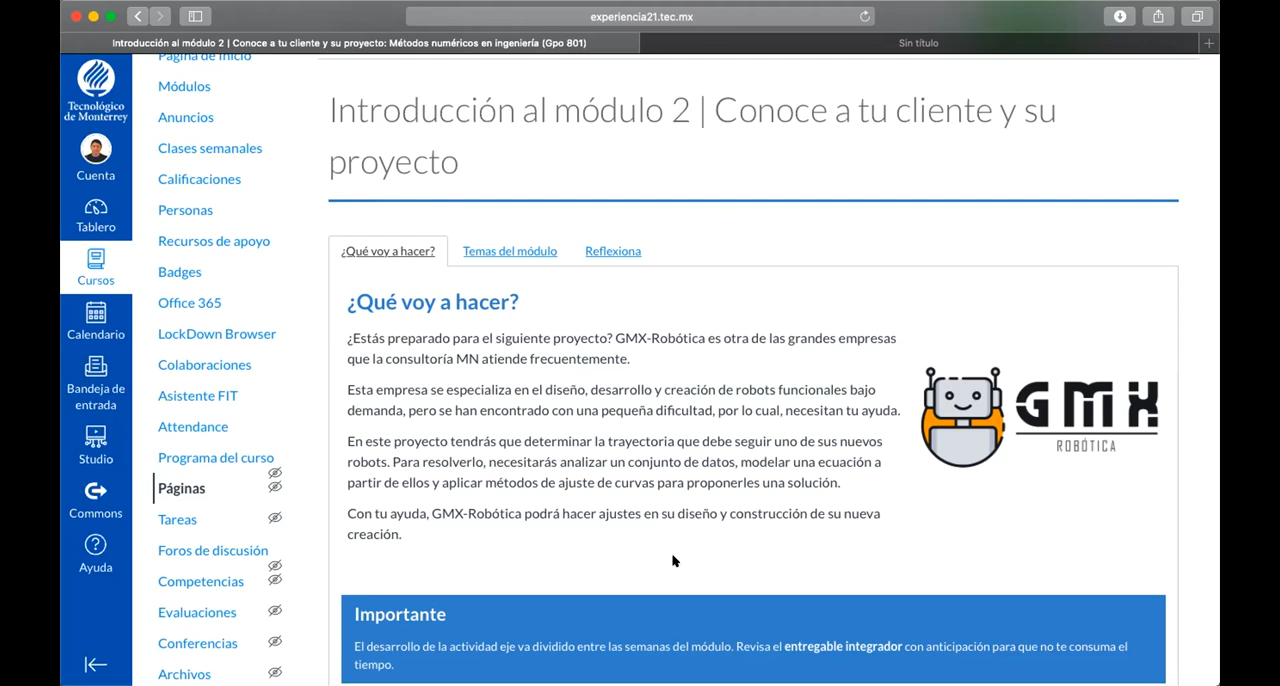 experiencia21.tec.mx
Introducción al módulo 2 | Conoce a tu cliente y su proyecto: Métodos numéricos en ingeniería (Gpo 801)
Sin título
Tecnológico
de Monterrey
Cuenta
Tablero
Cursos
Calendario
Bandeja de
entrada
Studio
Commons
Ayuda
Página de Inicio
Módulos
Anuncios
Clases semanales
Calificaciones
Personas
Recursos de apoyo
Badges
Office 365
LockDown Browser
Colaboraciones
Asistente FIT
Attendance
Programa del curso
Páginas
Tareas
Foros de discusión
Competencias
Evaluaciones
Conferencias
Archivos
Introducción al módulo 2 | Conoce a tu cliente y su
proyecto
¿Qué voy a hacer?
Temas del módulo
Reflexiona
¿Qué voy a hacer?
¿Estás preparado para el siguiente proyecto? GMX-Robótica es otra de las grandes empresas
que la consultoría MN atiende frecuentemente.
Esta empresa se especializa en el diseño, desarrollo y creación de robots funcionales bajo
demanda, pero se han encontrado con una pequeña dificultad, por lo cual, necesitan tu ayuda.
En este proyecto tendrás que determinar la trayectoria que debe seguir uno de sus nuevos
robots. Para resolverlo, necesitarás analizar un conjunto de datos, modelar una ecuación a
partir de ellos y aplicar métodos de ajuste de curvas para proponerles una solución.
Con tu ayuda, GMX-Robótica podrá hacer ajustes en su diseño y construcción de su nueva
creación.
GMX
ROBÓTICA
Importante
El desarrollo de la actividad eje va dividido entre las semanas del módulo. Revisa el entregable integrador con anticipación para que no te consuma el
tiempo.